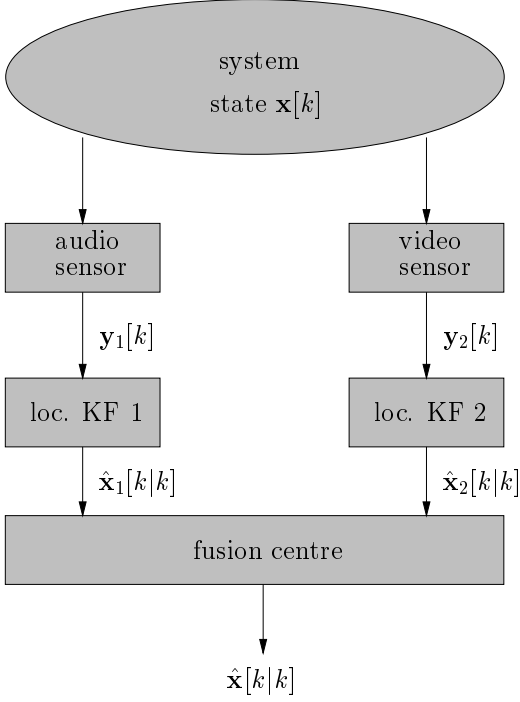 system
state x[k]
audio
sensor
video
sensor
y₁[k]
y₂[k]
loc. KF 1
loc. KF 2
x̂₁[k|k]
x̂₂[k|k]
fusion centre
x̂[k|k]